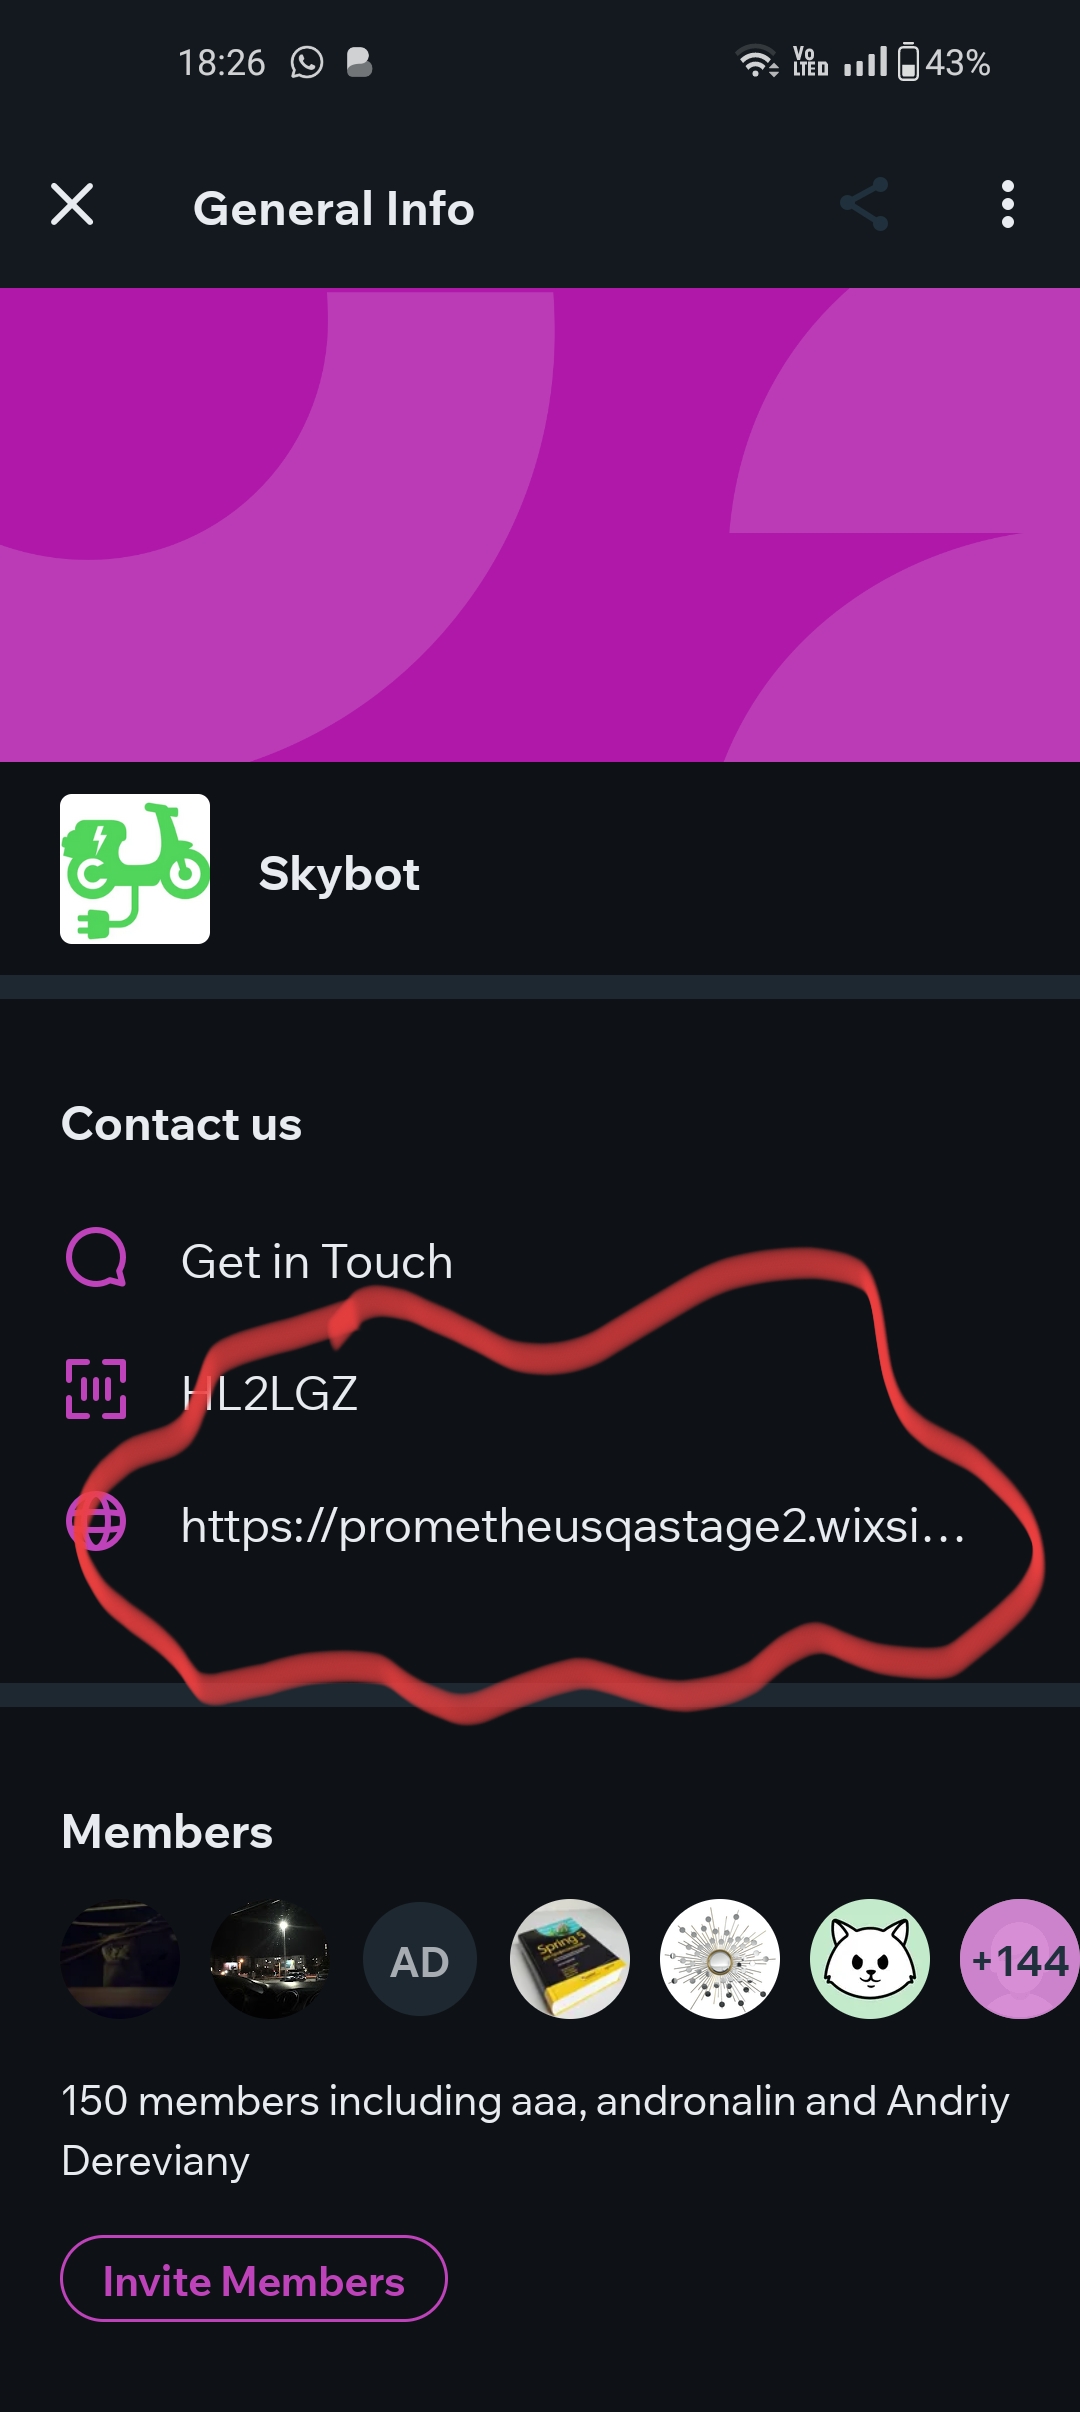 18:26 Vo LTE 43%
General Info
Skybot
Contact us
Get in Touch
HL2LGZ
https://prometheusqastage2.wixsi...
Members
AD Spring 5 +144
150 members including aaa, andronalin and Andriy
Dereviany
Invite Members